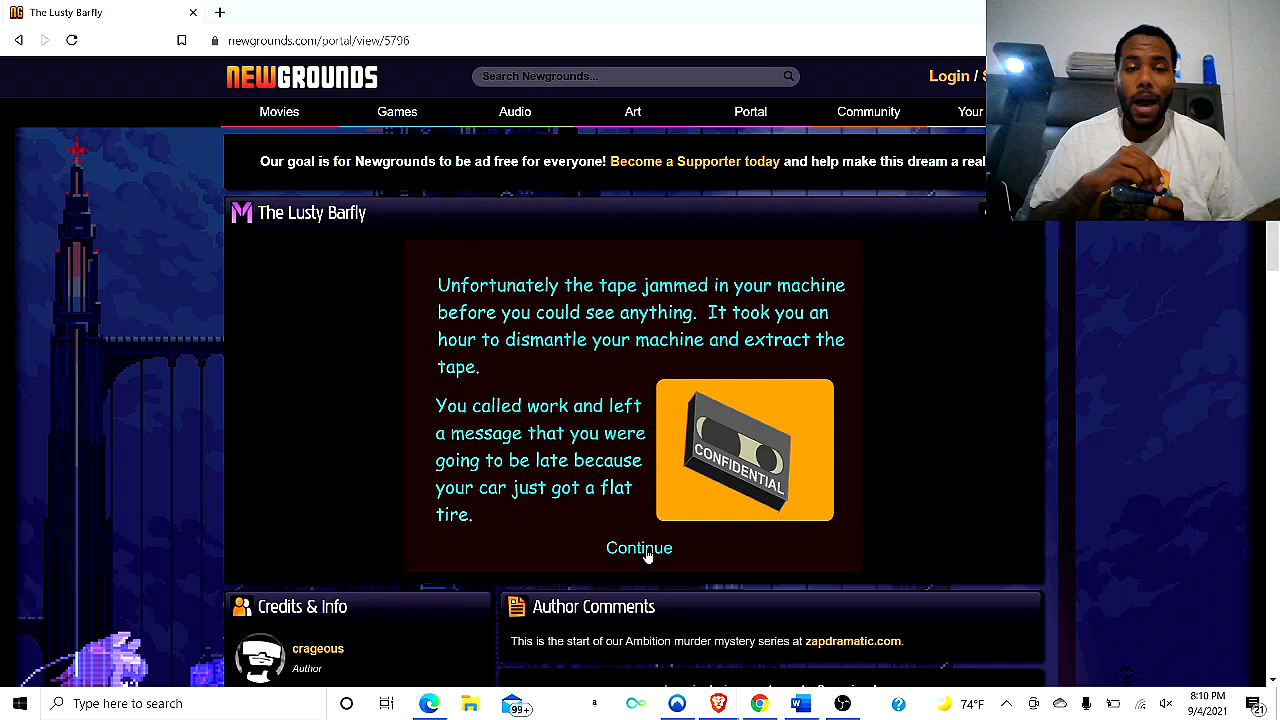 The Lusty Barfly
newgrounds.com/portal/view/5796
NEWGROUNDS
Search Newgrounds...
Login / S
Movies
Games
Audio
Art
Portal
Community
Your
Our goal is for Newgrounds to be ad free for everyone! Become a Supporter today and help make this dream a real
The Lusty Barfly
Unfortunately the tape jammed in your machine
before you could see anything. It took you an
hour to dismantle your machine and extract the
tape.
You called work and left
a message that you were
going to be late because
your car just got a flat
tire.
CONFIDENTIAL
Continue
Credits & Info
crageous
Author
Author Comments
This is the start of our Ambition murder mystery series at zapdramatic.com.
Type here to search
99+
74°F
8:10 PM
9/4/2021
21